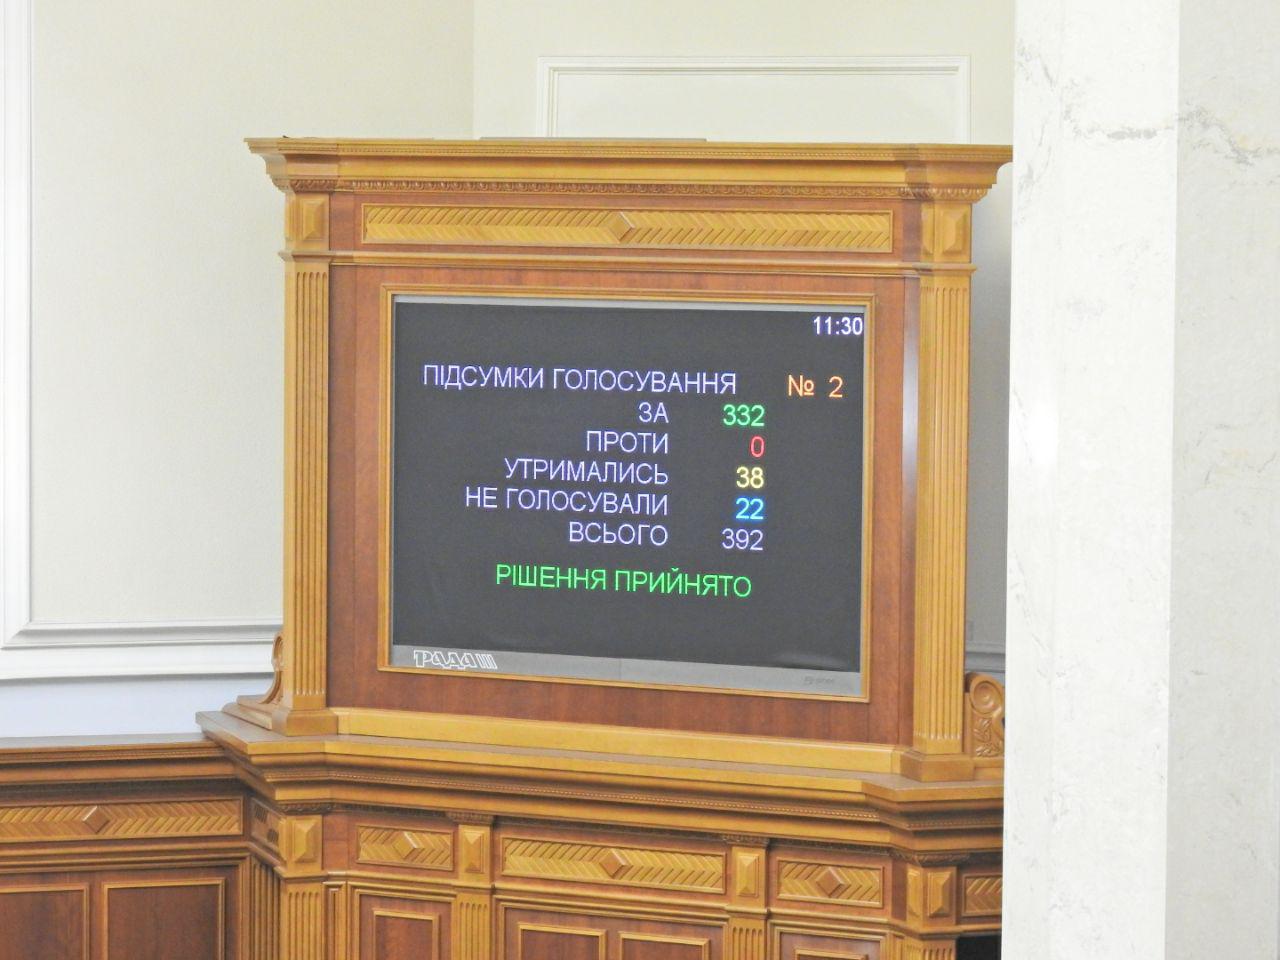 11:30
ПІДСУМКИ ГОЛОСУВАННЯ № 2
ЗА 332
ПРОТИ 0
УТРИМАЛИСЬ 38
НЕ ГОЛОСУВАЛИ 22
ВСЬОГО 392
РІШЕННЯ ПРИЙНЯТО
РАДА III